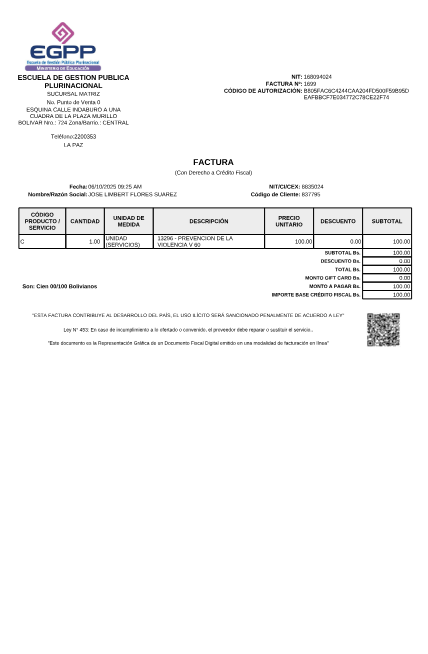 EGPP
Escuela de Gestión Pública Plurinacional
MINISTERIO DE EDUCACIÓN
ESCUELA DE GESTION PUBLICA
PLURINACIONAL
SUCURSAL MATRIZ
No. Punto de Venta 0
ESQUINA CALLE INDABURO A UNA
CUADRA DE LA PLAZA MURILLO
BOLIVAR Nro.: 724 Zona/Barrio.: CENTRAL
Teléfono:2200353
LA PAZ
NIT: 168094024
FACTURA Nº: 1699
CÓDIGO DE AUTORIZACIÓN: B805FAC6C4244CAA204FD500F59B95D
EAFBBCF7E034772C78CE22F74
FACTURA
(Con Derecho a Crédito Fiscal)
Fecha: 06/10/2025 09:25 AM
Nombre/Razón Social: JOSE LIMBERT FLORES SUAREZ
NIT/CI/CEX: 6835024
Código de Cliente: 837795
CÓDIGO PRODUCTO / SERVICIO CANTIDAD UNIDAD DE MEDIDA DESCRIPCIÓN PRECIO UNITARIO DESCUENTO SUBTOTAL
C 1.00 UNIDAD (SERVICIOS) 13296 - PREVENCION DE LA VIOLENCIA V 60 100.00 0.00 100.00
SUBTOTAL Bs. 100.00
DESCUENTO Bs. 0.00
TOTAL Bs. 100.00
MONTO GIFT CARD Bs. 0.00
Son: Cien 00/100 Bolivianos MONTO A PAGAR Bs. 100.00
IMPORTE BASE CRÉDITO FISCAL Bs. 100.00
"ESTA FACTURA CONTRIBUYE AL DESARROLLO DEL PAÍS, EL USO ILÍCITO SERÁ SANCIONADO PENALMENTE DE ACUERDO A LEY"
Ley N° 453: En caso de incumplimiento a lo ofertado o convenido, el proveedor debe reparar o sustituir el servicio..
"Este documento es la Representación Gráfica de un Documento Fiscal Digital emitido en una modalidad de facturación en línea"